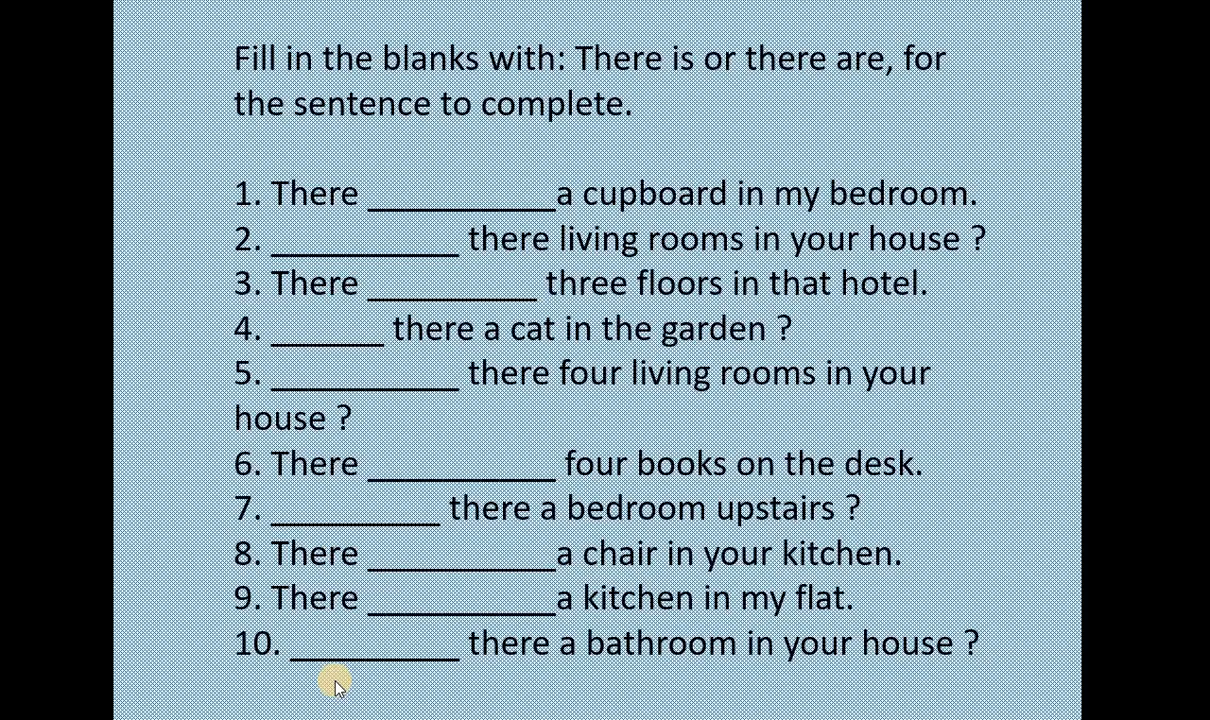 Fill in the blanks with: There is or there are, for
the sentence to complete.
1. There __________a cupboard in my bedroom.
2. __________ there living rooms in your house ?
3. There _________ three floors in that hotel.
4. ______ there a cat in the garden ?
5. __________ there four living rooms in your
house ?
6. There __________ four books on the desk.
7. _________ there a bedroom upstairs ?
8. There __________a chair in your kitchen.
9. There __________a kitchen in my flat.
10. _________ there a bathroom in your house ?